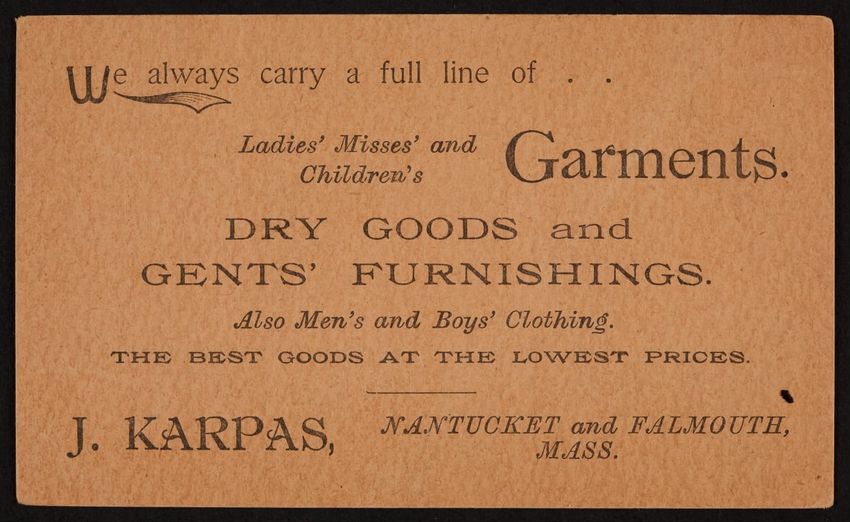 We always carry a full line of . .
Ladies' Misses' and
Children's
Garments.
DRY GOODS and
GENTS' FURNISHINGS.
Also Men's and Boys' Clothing.
THE BEST GOODS AT THE LOWEST PRICES.
J. KARPAS,
NANTUCKET and FALMOUTH,
MASS.